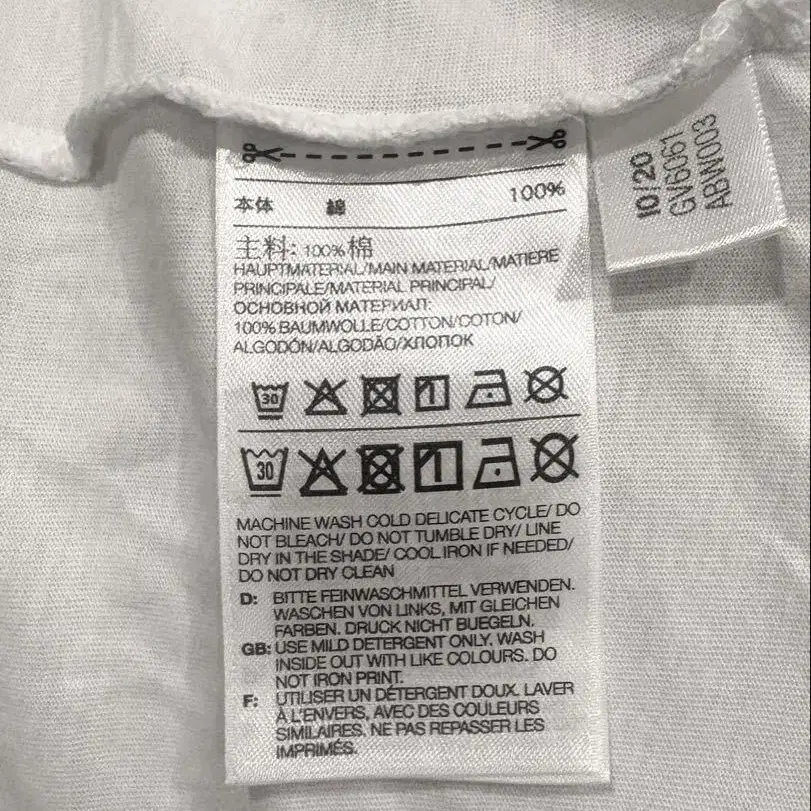 本体 綿 100%
主料: 100%棉
HAUPTMATERIAL/MAIN MATERIAL/MATIERE
PRINCIPALE/MATERIAL PRINCIPAL/
ОСНОВНОЙ МАТЕРИАЛ:
100% BAUMWOLLE/COTTON/COTON/
ALGODÓN/ALGODÃO/ХЛОПОК
30
30
MACHINE WASH COLD DELICATE CYCLE/ DO
NOT BLEACH/ DO NOT TUMBLE DRY/ LINE
DRY IN THE SHADE/ COOL IRON IF NEEDED/
DO NOT DRY CLEAN
D: BITTE FEINWASCHMITTEL VERWENDEN.
WASCHEN VON LINKS, MIT GLEICHEN
FARBEN. DRUCK NICHT BUEGELN.
GB: USE MILD DETERGENT ONLY. WASH
INSIDE OUT WITH LIKE COLOURS. DO
NOT IRON PRINT.
F: UTILISER UN DÉTERGENT DOUX. LAVER
À L'ENVERS, AVEC DES COULEURS
SIMILAIRES. NE PAS REPASSER LES
IMPRIMÉS.
10/20
GV6061
ABW003